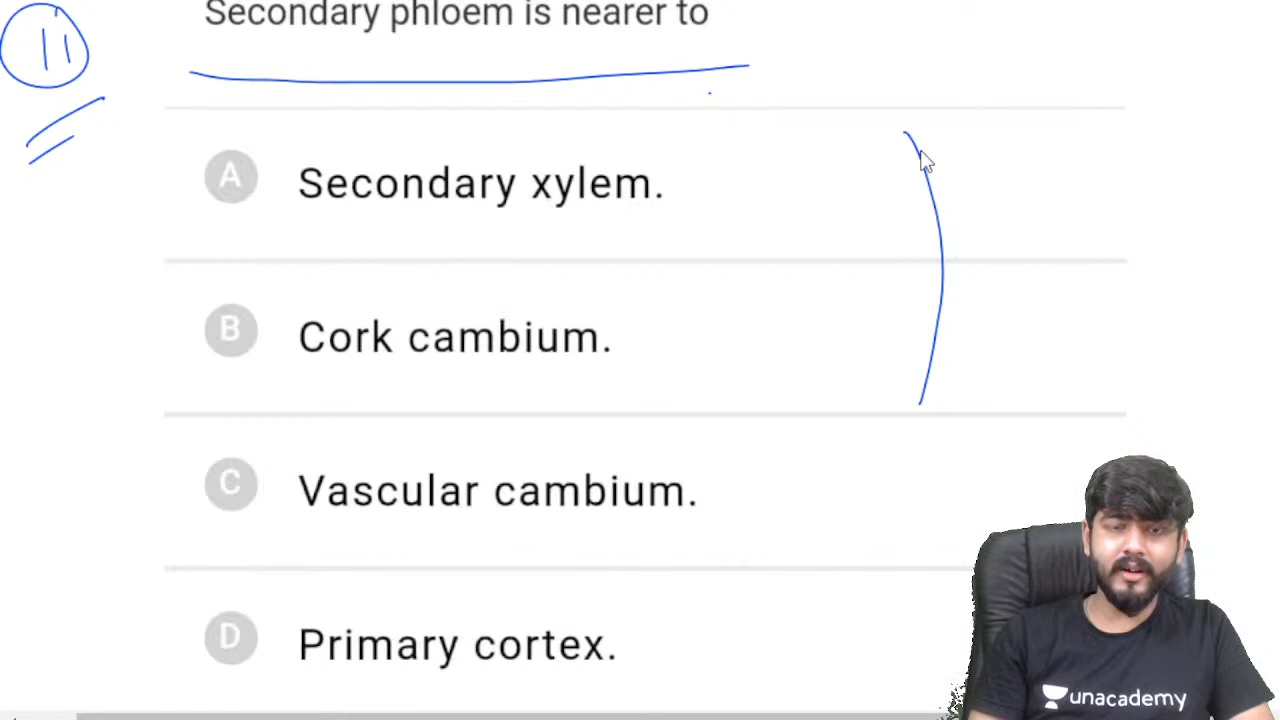 11
Secondary phloem is nearer to
A Secondary xylem.
B Cork cambium.
C Vascular cambium.
D Primary cortex.
unacademy